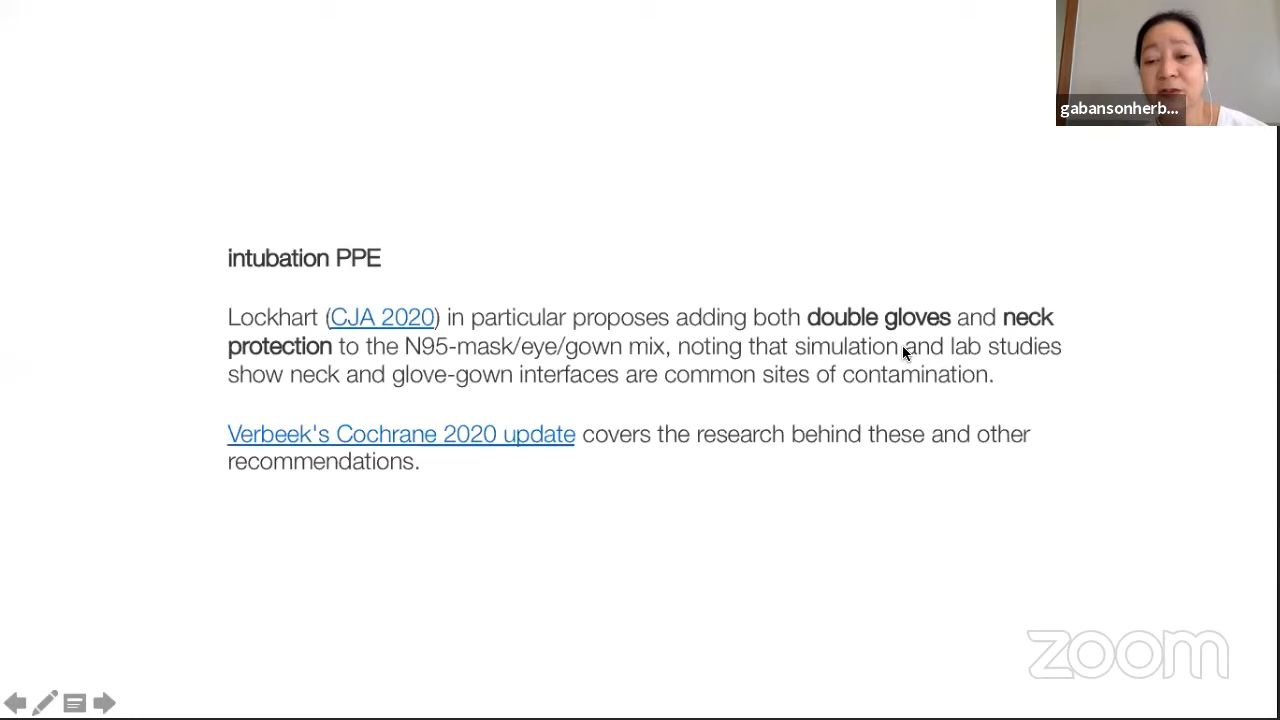 gabansonherb...
intubation PPE
Lockhart (CJA 2020) in particular proposes adding both double gloves and neck
protection to the N95-mask/eye/gown mix, noting that simulation and lab studies
show neck and glove-gown interfaces are common sites of contamination.
Verbeek's Cochrane 2020 update covers the research behind these and other
recommendations.
zoom